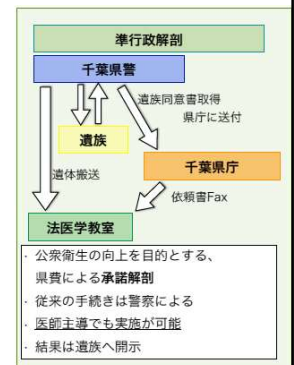 準行政解剖
千葉県警
遺族同意書取得
県庁に送付
遺族
千葉県庁
遺体搬送
依頼書Fax
法医学教室
· 公衆衛生の向上を目的とする、
県費による承諾解剖
· 従来の手続きは警察による
· 医師主導でも実施が可能
· 結果は遺族へ開示